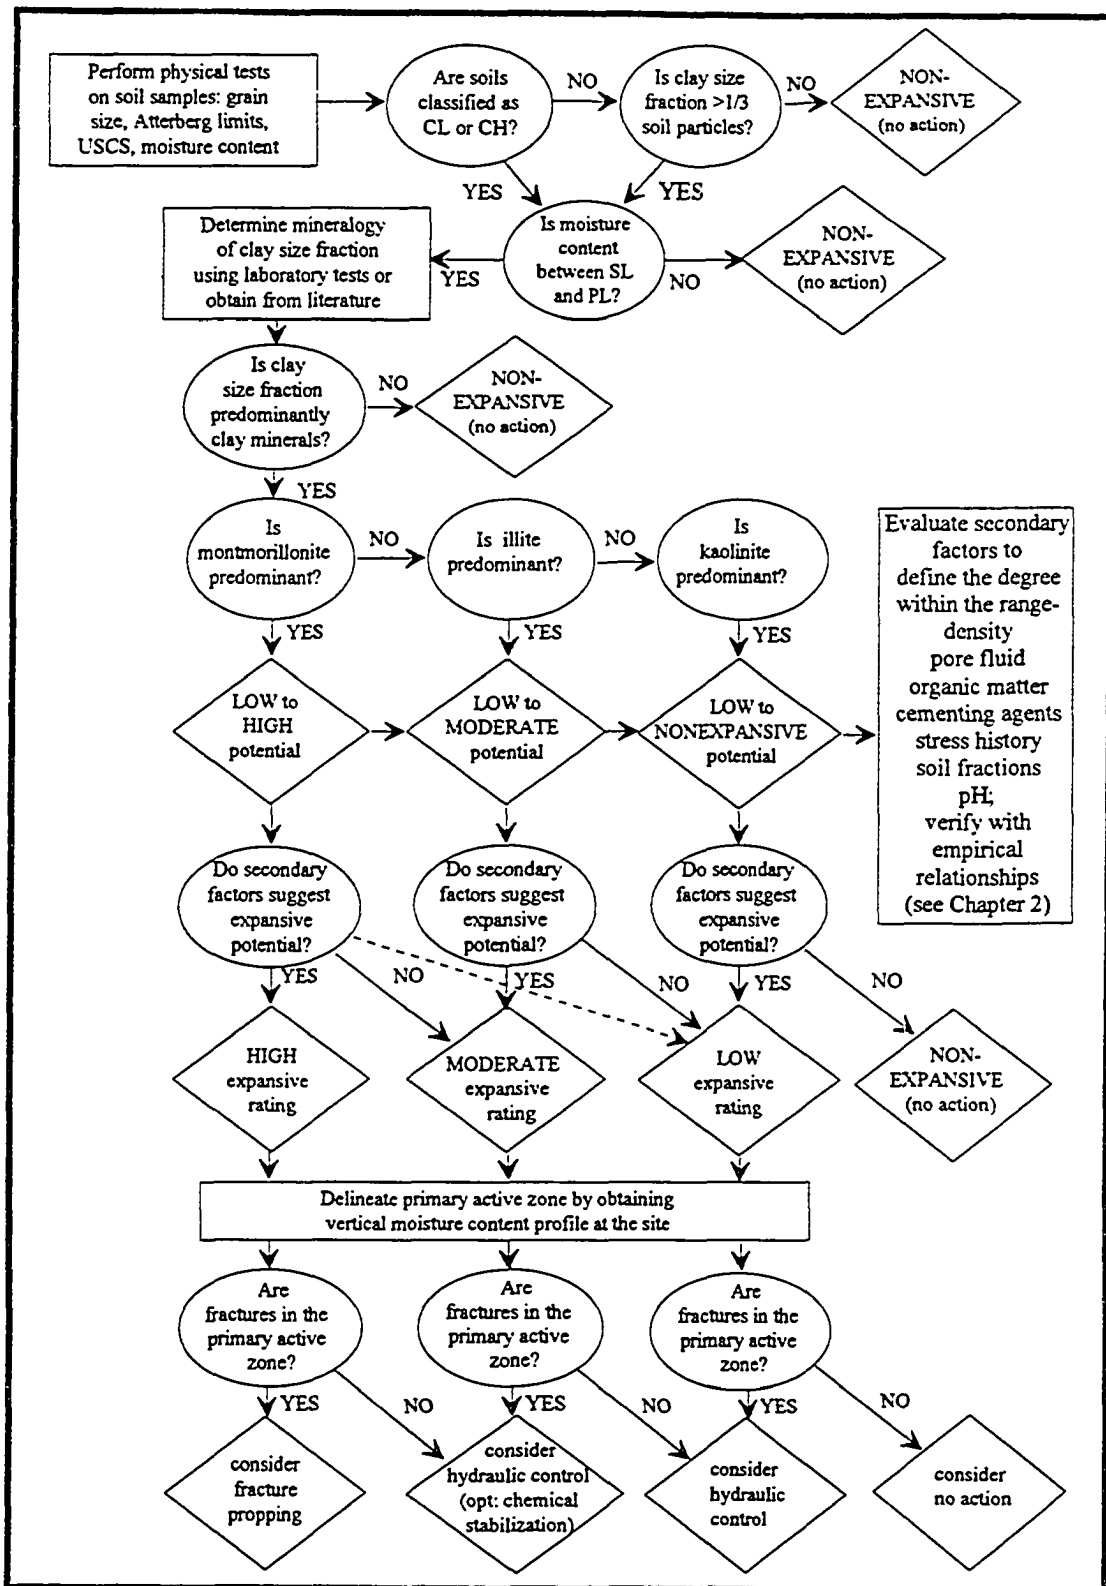 Perform physical tests
on soil samples: grain
size, Atterberg limits,
USCS, moisture content
Are soils
classified as
CL or CH?
NO
Is clay size
fraction >1/3
soil particles?
NO
NON-
EXPANSIVE
(no action)
YES
YES
Determine mineralogy
of clay size fraction
using laboratory tests or
obtain from literature
YES
Is moisture
content
between SL
and PL?
NO
NON-
EXPANSIVE
(no action)
Is clay
size fraction
predominantly
clay minerals?
NO
NON-
EXPANSIVE
(no action)
YES
Is
montmorillonite
predominant?
NO
Is illite
predominant?
NO
Is
kaolinite
predominant?
YES
YES
YES
LOW to
HIGH
potential
LOW to
MODERATE
potential
LOW to
NONEXPANSIVE
potential
Evaluate secondary
factors to
define the degree
within the range-
density
pore fluid
organic matter
cementing agents
stress history
soil fractions
pH;
verify with
empirical
relationships
(see Chapter 2)
Do secondary
factors suggest
expansive
potential?
Do secondary
factors suggest
expansive
potential?
Do secondary
factors suggest
expansive
potential?
YES
NO
YES
NO
YES
NO
HIGH
expansive
rating
MODERATE
expansive
rating
LOW
expansive
rating
NON-
EXPANSIVE
(no action)
Delineate primary active zone by obtaining
vertical moisture content profile at the site
Are
fractures in the
primary active
zone?
Are
fractures in the
primary active
zone?
Are
fractures in the
primary active
zone?
YES
NO
YES
NO
YES
NO
consider
fracture
propping
consider
hydraulic control
(opt: chemical
stabilization)
consider
hydraulic
control
consider
no action